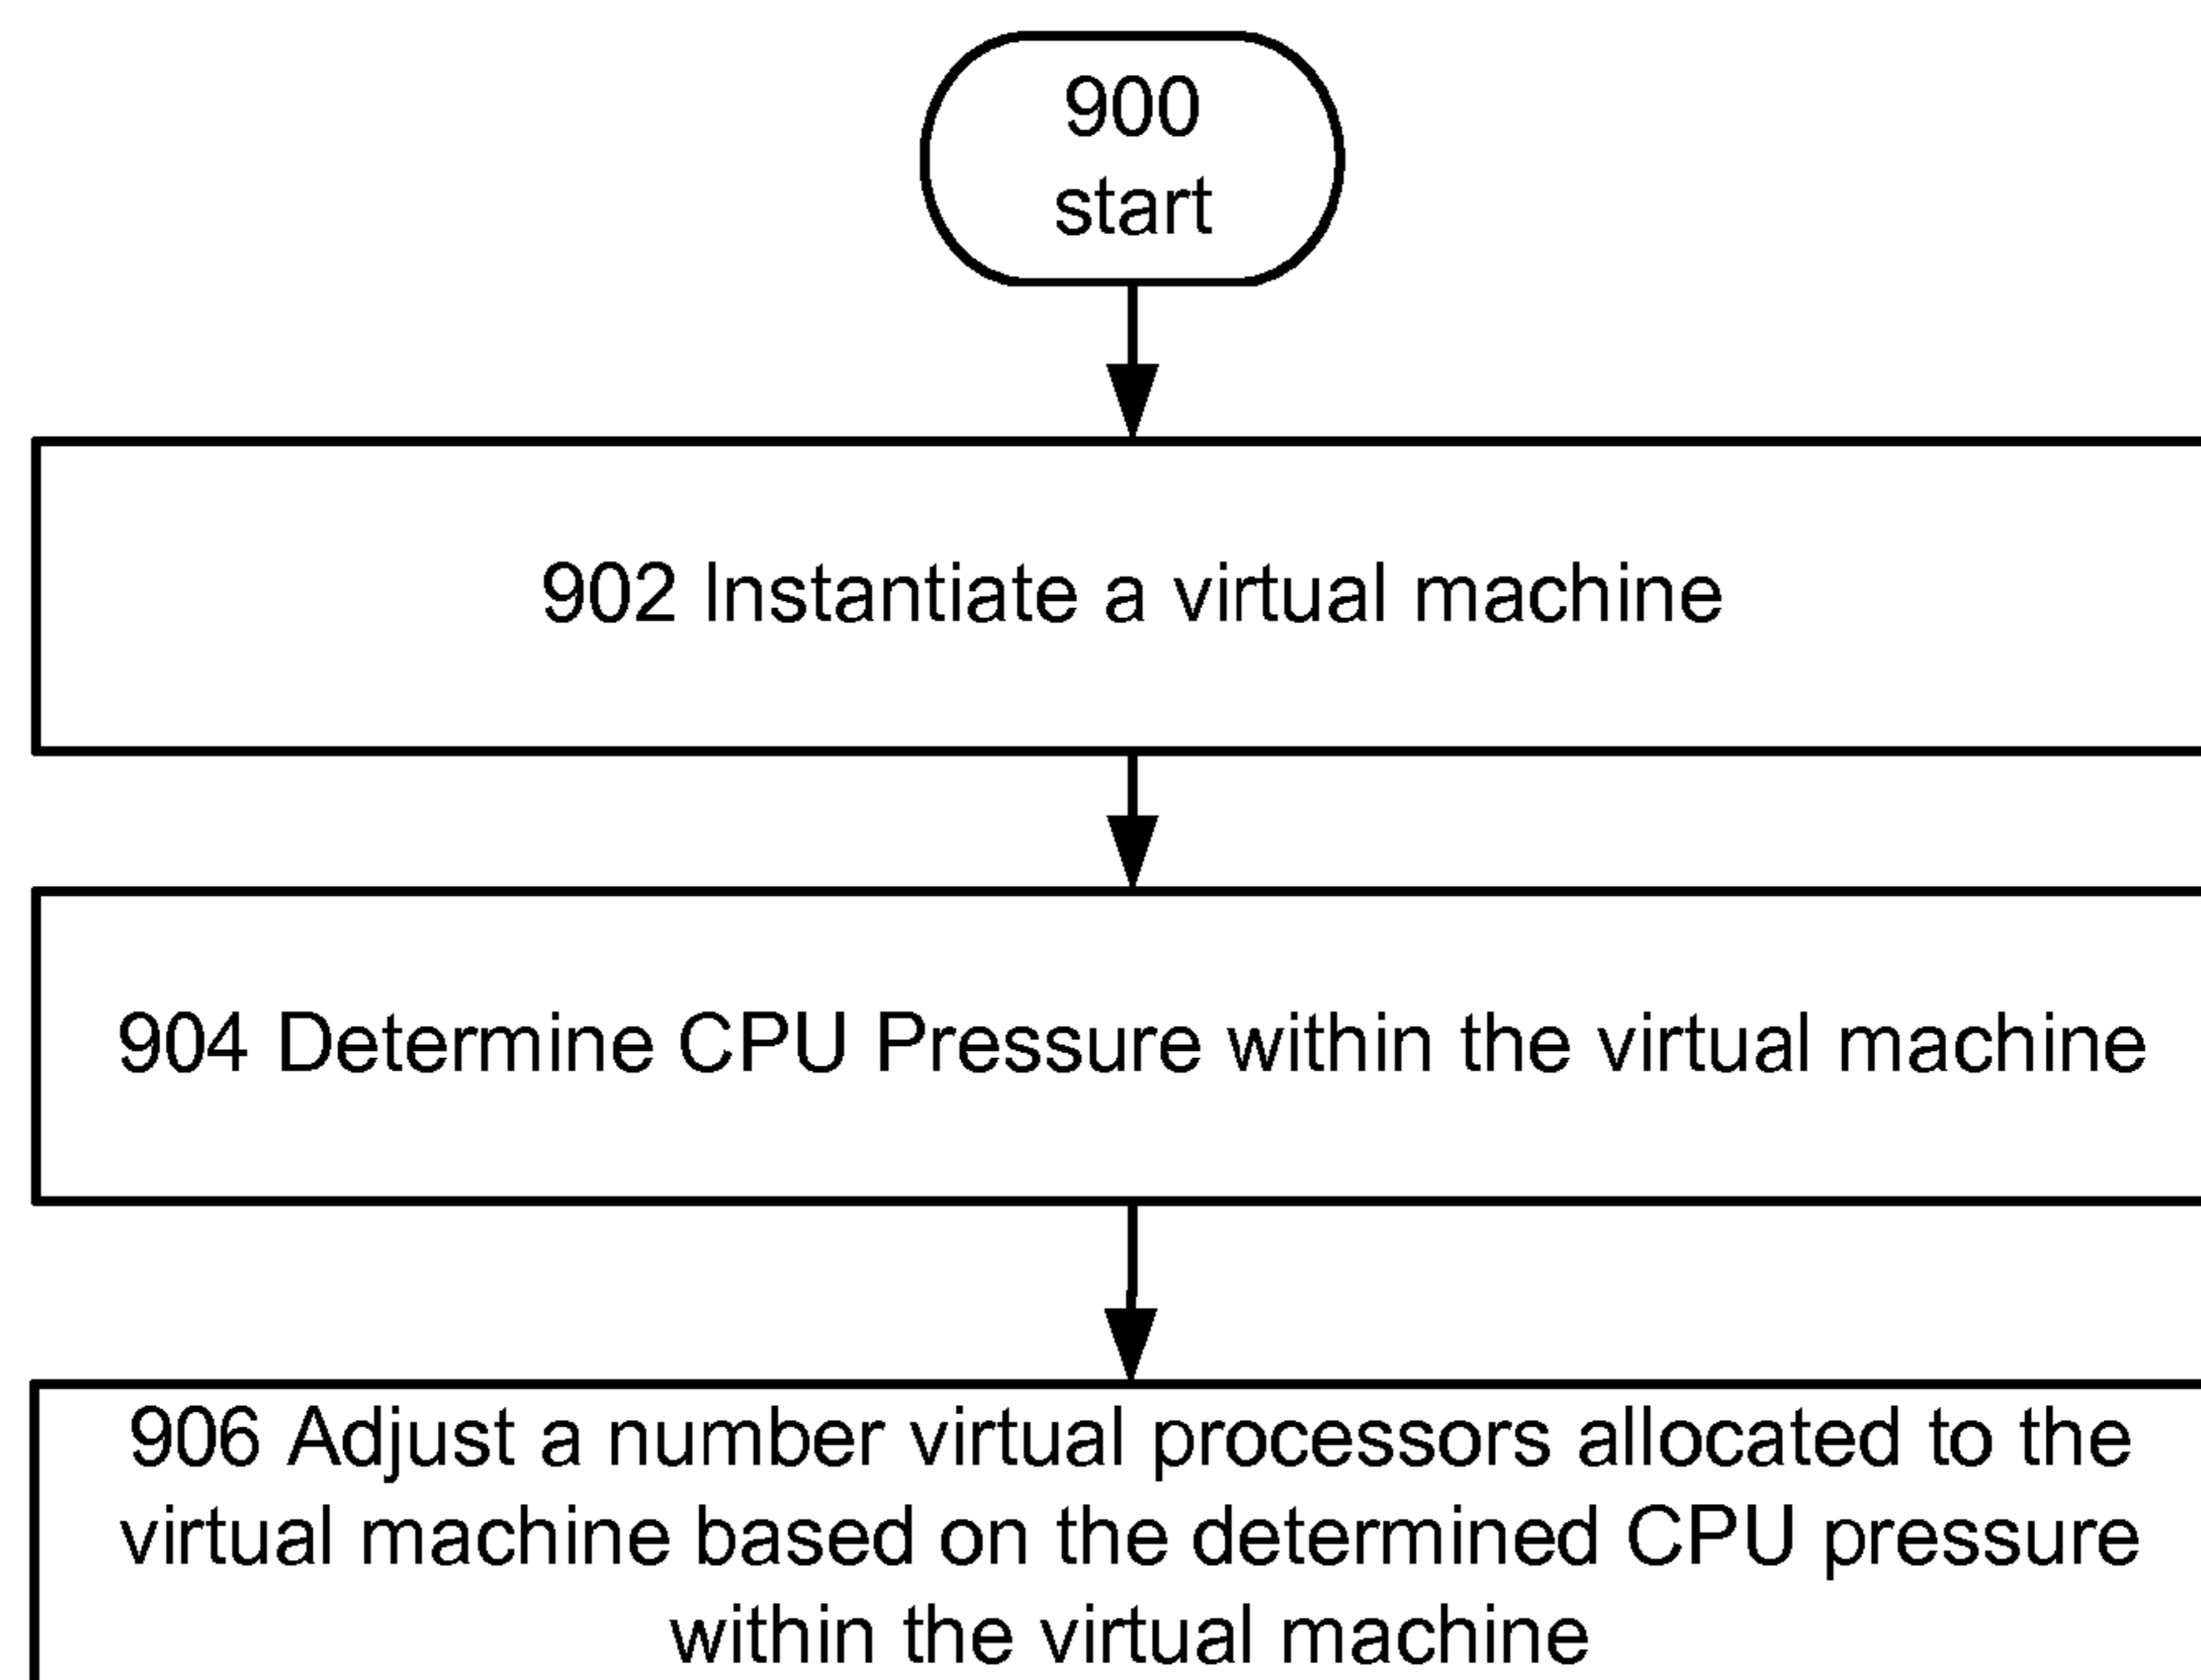 900
start
902 Instantiate a virtual machine
904 Determine CPU Pressure within the virtual machine
906 Adjust a number virtual processors allocated to the
virtual machine based on the determined CPU pressure
within the virtual machine